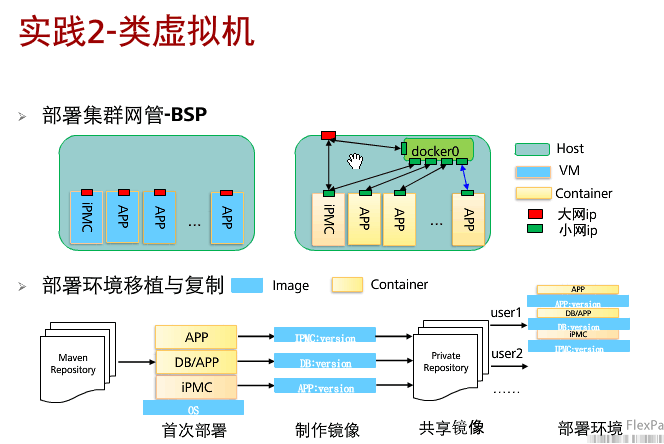 实践2-类虚拟机
部署集群网管-BSP
docker0
iPMC
APP
APP
...
APP
iPMC
APP
APP
...
APP
Host
VM
Container
大网ip
小网ip
部署环境移植与复制
Image
Container
Maven
Repository
APP
DB/APP
iPMC
OS
首次部署
IPMC:version
DB:version
APP:version
制作镜像
Private
Repository
共享镜像
user1
user2
......
APP
APP:version
DB/APP
DB:version
iPMC
IPMC:version
部署环境
FlexPa